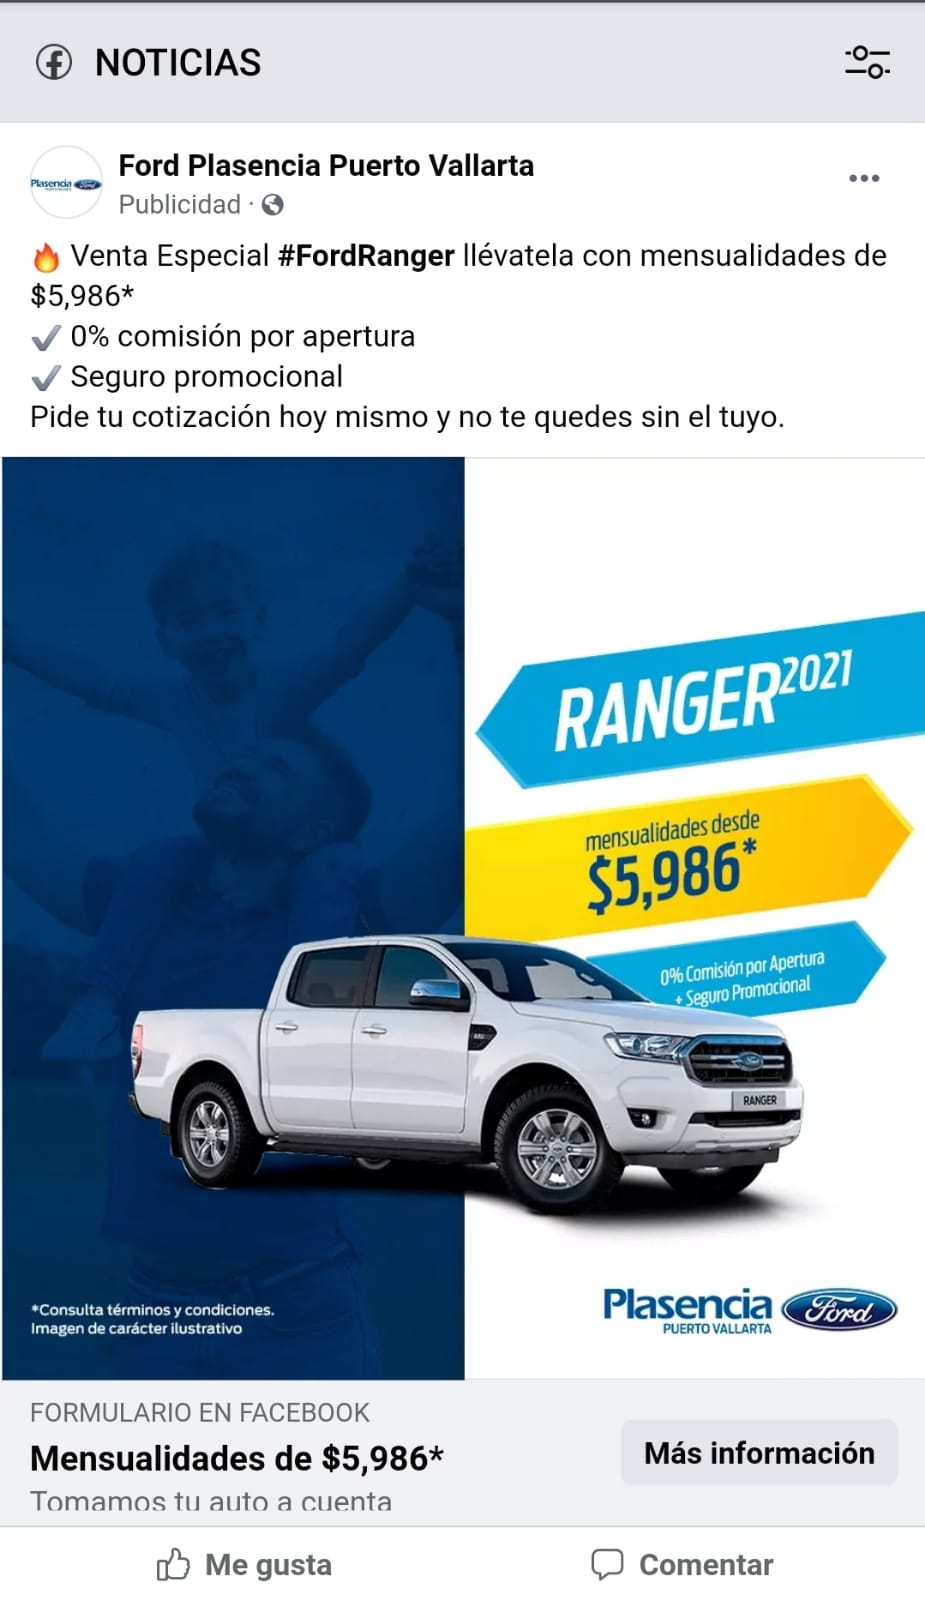 NOTICIAS
Plasencia Ford
Ford Plasencia Puerto Vallarta
Publicidad ·
🔥 Venta Especial #FordRanger llévatela con mensualidades de
$5,986*
✔️ 0% comisión por apertura
✔️ Seguro promocional
Pide tu cotización hoy mismo y no te quedes sin el tuyo.
RANGER2021
mensualidades desde
$5,986*
0% Comisión por Apertura
+ Seguro Promocional
Ford
RANGER
*Consulta términos y condiciones.
Imagen de carácter ilustrativo
Plasencia Ford
PUERTO VALLARTA
FORMULARIO EN FACEBOOK
Mensualidades de $5,986*
Más información
Tomamos tu auto a cuenta
Me gusta
Comentar